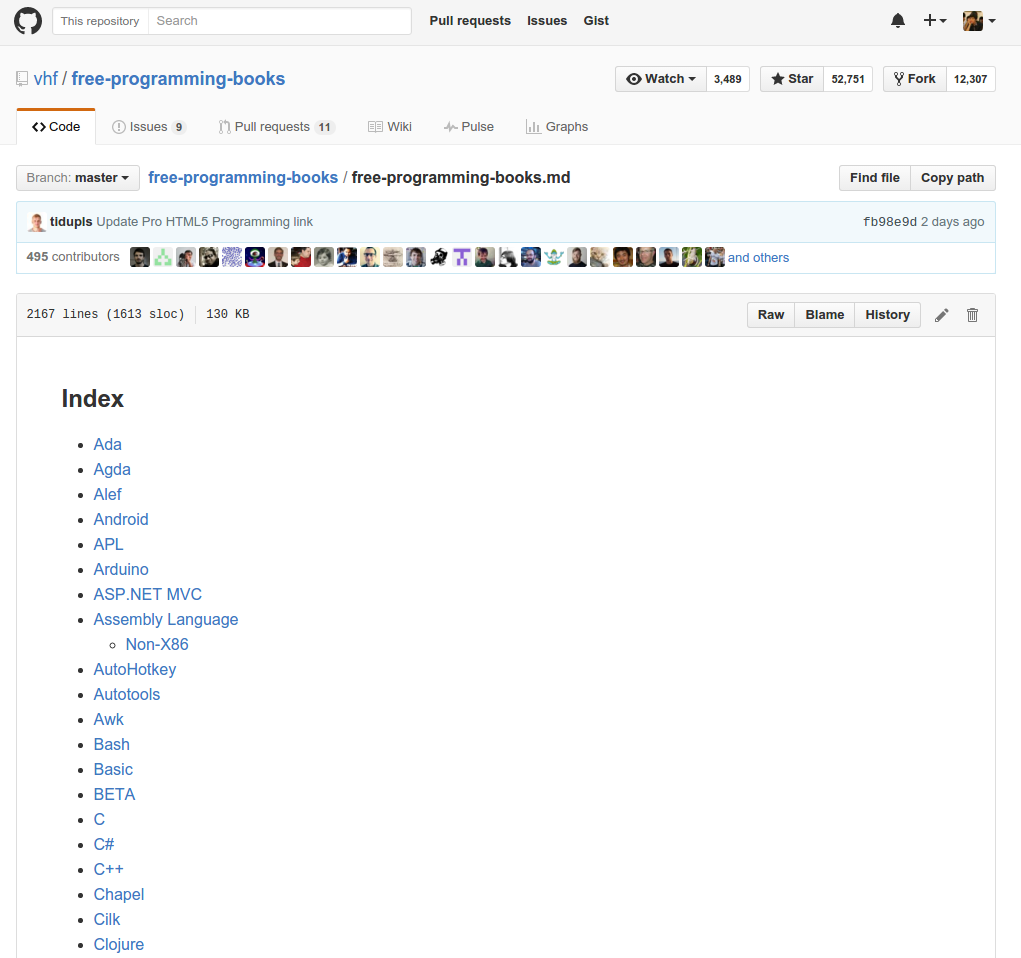 This repository Search Pull requests Issues Gist
vhf / free-programming-books Watch 3,489 Star 52,751 Fork 12,307
Code Issues 9 Pull requests 11 Wiki Pulse Graphs
Branch: master free-programming-books / free-programming-books.md Find file Copy path
tidupls Update Pro HTML5 Programming link fb98e9d 2 days ago
495 contributors and others
2167 lines (1613 sloc) 130 KB Raw Blame History
Index
Ada
Agda
Alef
Android
APL
Arduino
ASP.NET MVC
Assembly Language
Non-X86
AutoHotkey
Autotools
Awk
Bash
Basic
BETA
C
C#
C++
Chapel
Cilk
Clojure